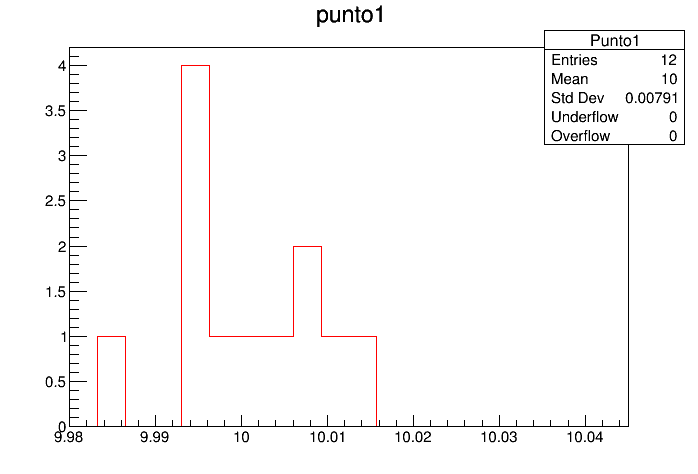 punto1
Punto1
Entries 12
Mean 10
Std Dev 0.00791
Underflow 0
Overflow 0
4
3.5
3
2.5
2
1.5
1
0.5
0
9.98 9.99 10 10.01 10.02 10.03 10.04